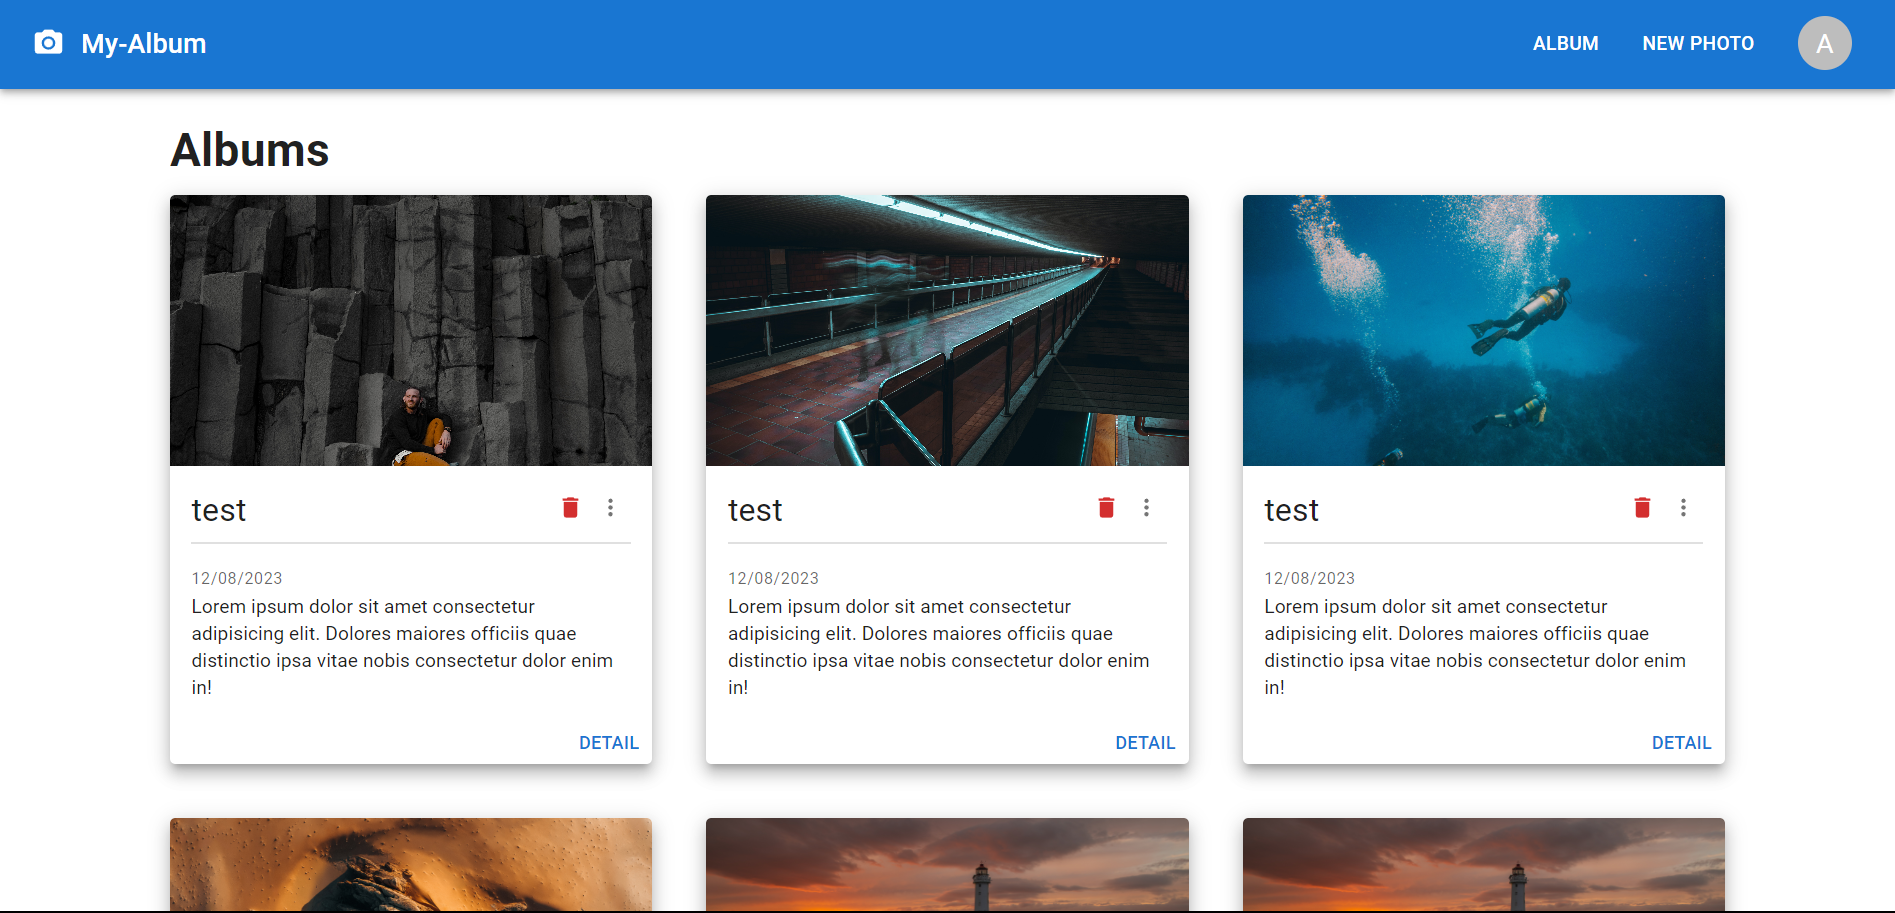 My-Album
ALBUM
NEW PHOTO
A
Albums
test
12/08/2023
Lorem ipsum dolor sit amet consectetur
adipisicing elit. Dolores maiores officiis quae
distinctio ipsa vitae nobis consectetur dolor enim
in!
DETAIL
test
12/08/2023
Lorem ipsum dolor sit amet consectetur
adipisicing elit. Dolores maiores officiis quae
distinctio ipsa vitae nobis consectetur dolor enim
in!
DETAIL
test
12/08/2023
Lorem ipsum dolor sit amet consectetur
adipisicing elit. Dolores maiores officiis quae
distinctio ipsa vitae nobis consectetur dolor enim
in!
DETAIL